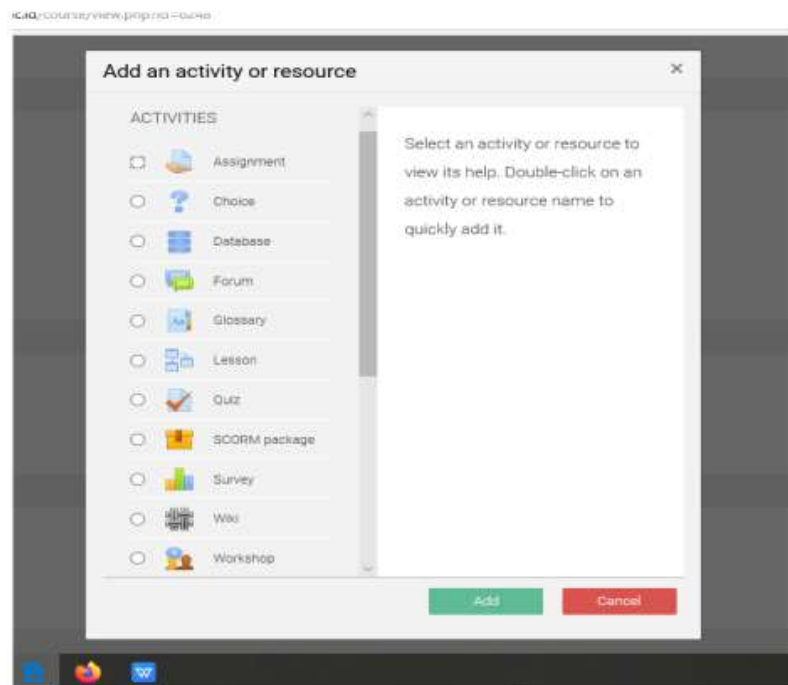 Add an activity or resource
×
ACTIVITIES
Assignment
Choice
Database
Forum
Glossary
Lesson
Quiz
SCORM package
Survey
Wiki
Workshop
Select an activity or resource to
view its help. Double-click on an
activity or resource name to
quickly add it.
Add
Cancel